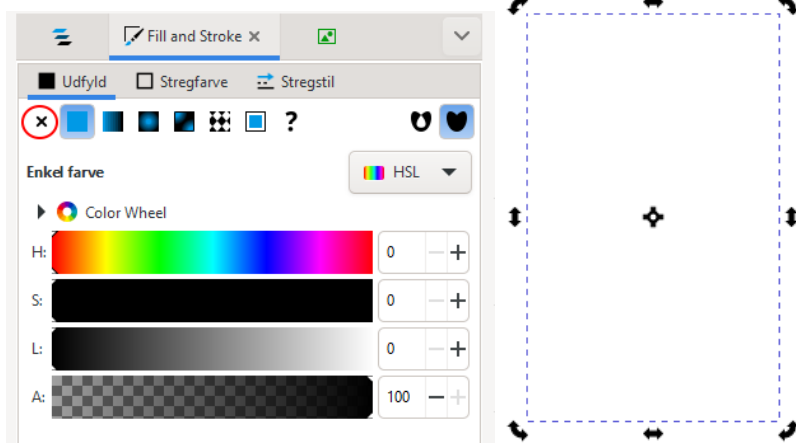 Fill and Stroke
Udfyld Stregfarve Stregstil
?
Enkel farve HSL
Color Wheel
H: 0
S: 0
L: 0
A: 100